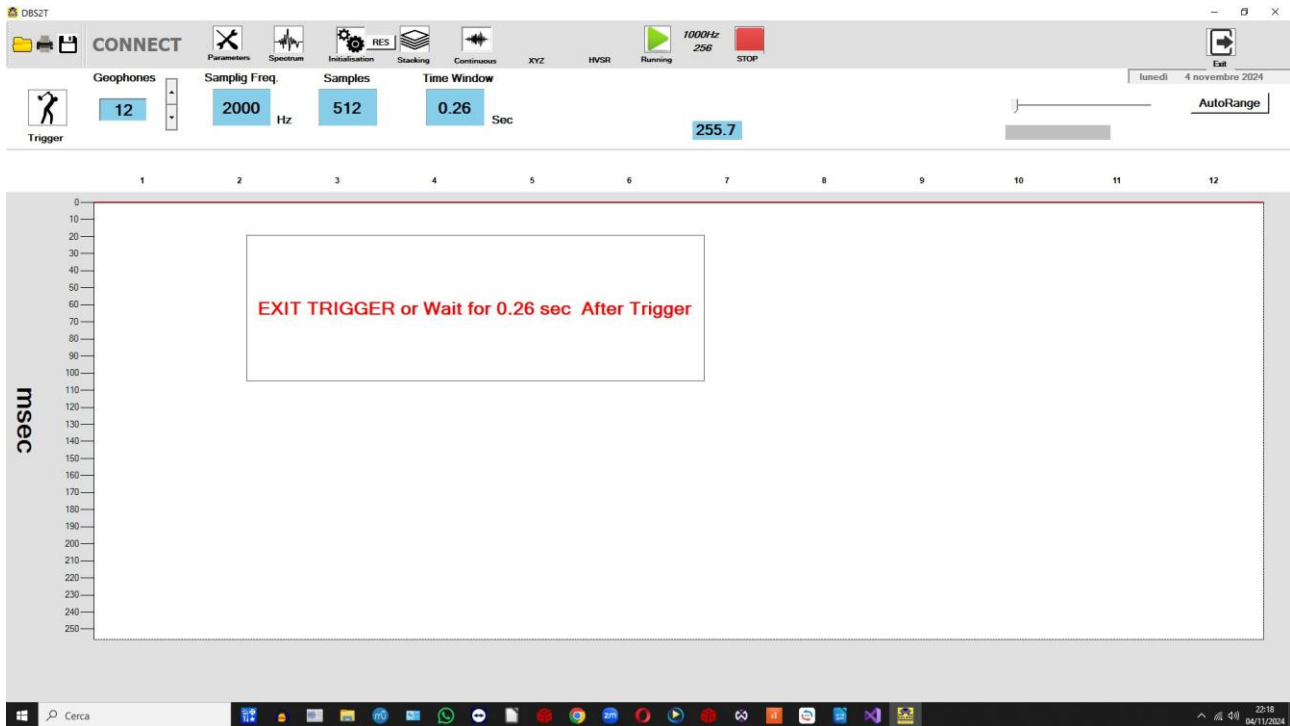 DBS2T
CONNECT
Parameters
Spectrum
Initialisation
RES
Stacking
Continuous
XYZ
HVSR
Running
1000Hz
256
STOP
Exit
lunedì 4 novembre 2024
Geophones
12
Samplig Freq.
2000 Hz
Samples
512
Time Window
0.26 Sec
255.7
AutoRange
Trigger
1 2 3 4 5 6 7 8 9 10 11 12
0
10
20
30
40
50
60
70
80
90
100
110
120
130
140
150
160
170
180
190
200
210
220
230
240
250
msec
EXIT TRIGGER or Wait for 0.26 sec After Trigger
Cerca
zm
22:18
04/11/2024